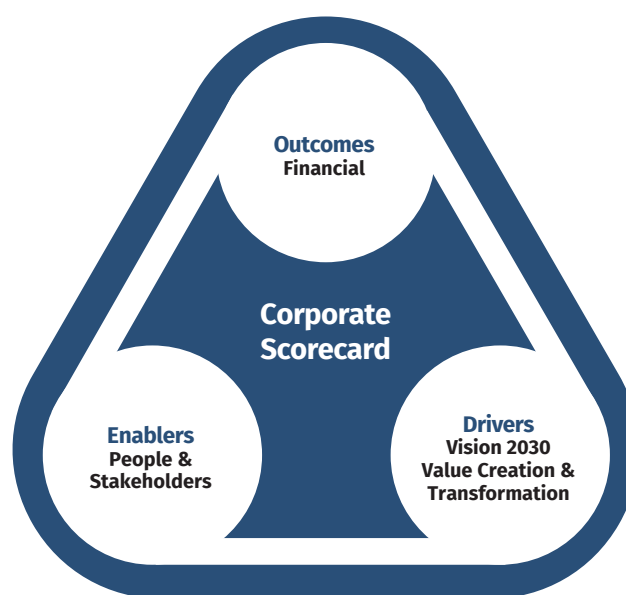 Outcomes
Financial
Corporate
Scorecard
Enablers
People &
Stakeholders
Drivers
Vision 2030
Value Creation &
Transformation